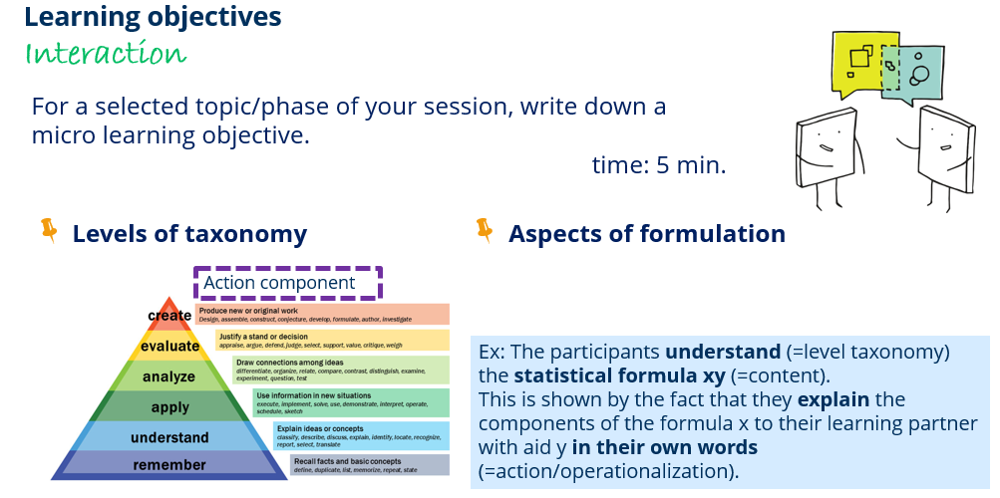 Learning objectives
Interaction
For a selected topic/phase of your session, write down a
micro learning objective.
time: 5 min.
Levels of taxonomy
Action component
create
Produce new or original work
Design, assemble, construct, conjecture, develop, formulate, author, investigate
evaluate
Justify a stand or decision
appraise, argue, defend, judge, select, support, value, critique, weigh
analyze
Draw connections among ideas
differentiate, organize, relate, compare, contrast, distinguish, examine,
experiment, question, test
apply
Use information in new situations
execute, implement, solve, use, demonstrate, interpret, operate,
schedule, sketch
understand
Explain ideas or concepts
classify, describe, discuss, explain, identify, locate, recognize,
report, select, translate
remember
Recall facts and basic concepts
define, duplicate, list, memorize, repeat, state
Aspects of formulation
Ex: The participants understand (=level taxonomy)
the statistical formula xy (=content).
This is shown by the fact that they explain the
components of the formula x to their learning partner
with aid y in their own words
(=action/operationalization).